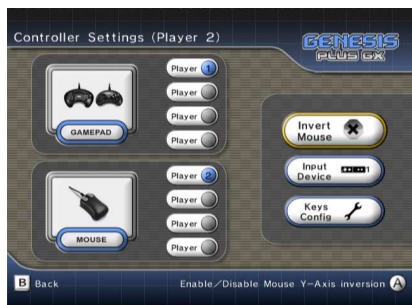 Controller Settings (Player 2)
GENESIS
PLUS GX
Player 1
Player
Player
Player
GAMEPAD
Player 2
Player
Player
Player
MOUSE
Invert
Mouse
Input
Device
Keys
Config
B Back
Enable/Disable Mouse Y-Axis inversion A